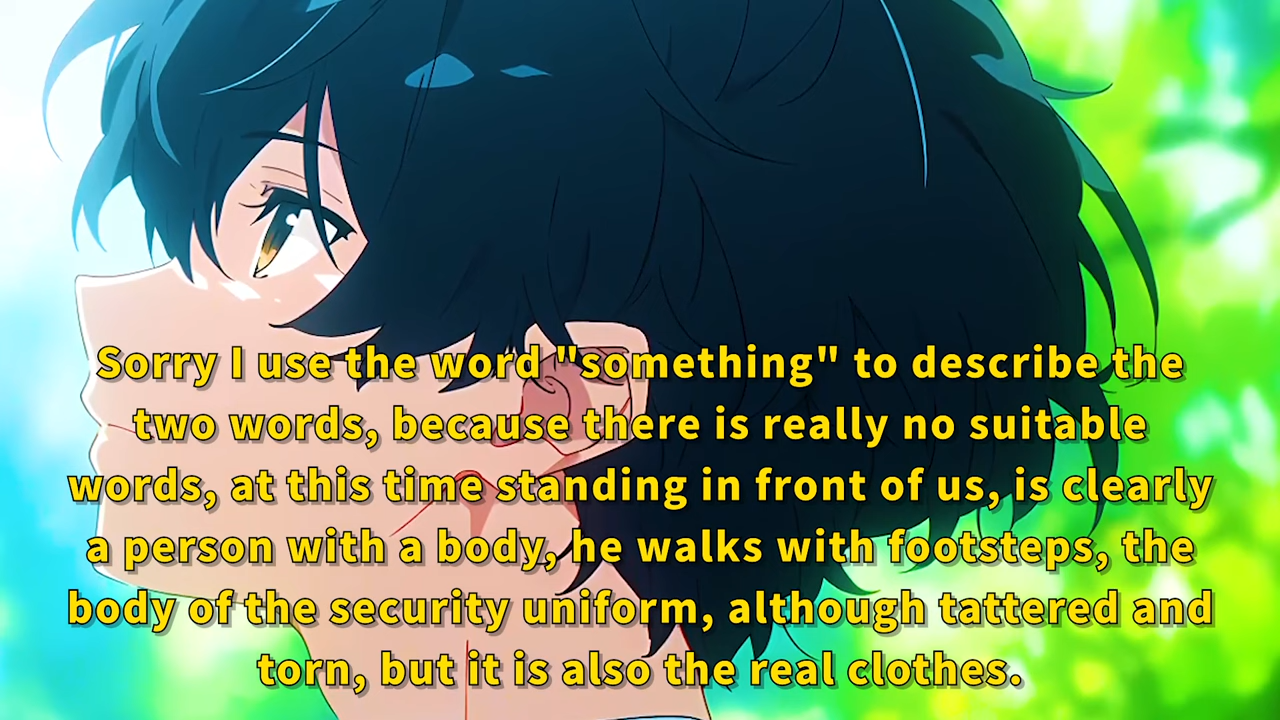 Sorry I use the word "something" to describe the
two words, because there is really no suitable
words, at this time standing in front of us, is clearly
a person with a body, he walks with footsteps, the
body of the security uniform, although tattered and
torn, but it is also the real clothes.